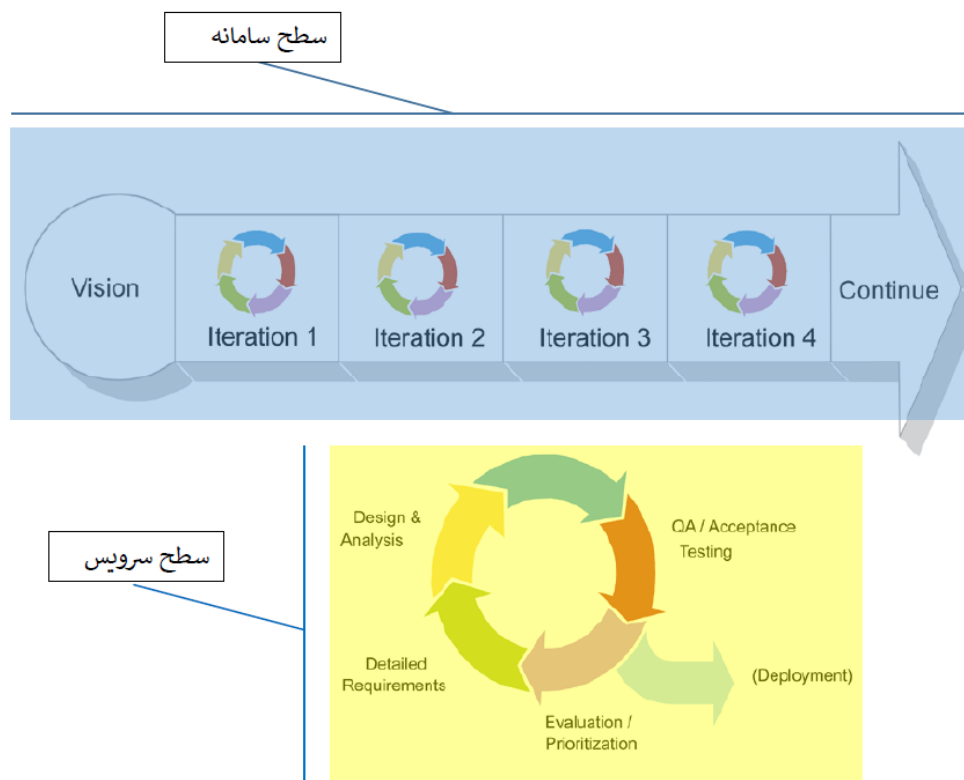 سطح سامانه
Vision
Iteration 1
Iteration 2
Iteration 3
Iteration 4
Continue
سطح سرویس
Design &
Analysis
QA / Acceptance
Testing
Detailed
Requirements
(Deployment)
Evaluation /
Prioritization